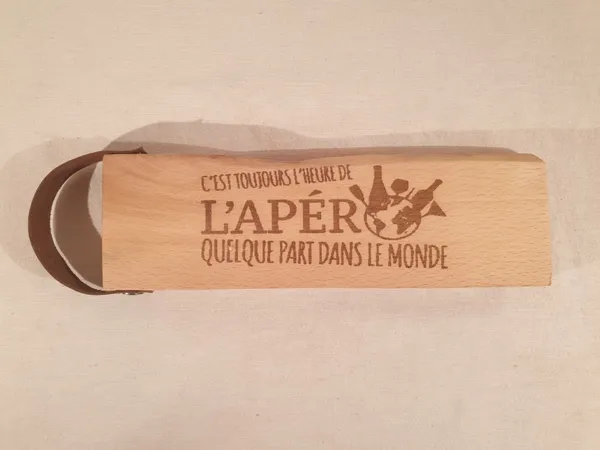 C'EST TOUJOURS L'HEURE DE
L'APÉRO
QUELQUE PART DANS LE MONDE